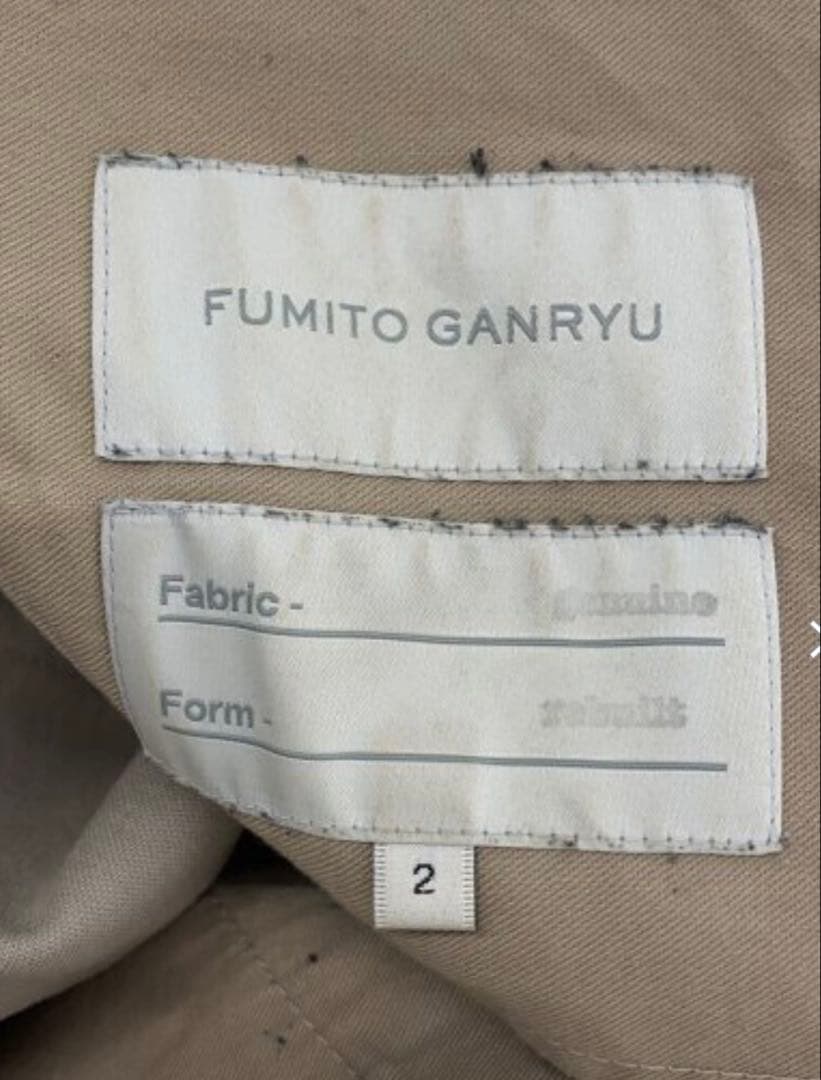 FUMITO GANRYU
Fabric - genuine
Form - rebuilt
2